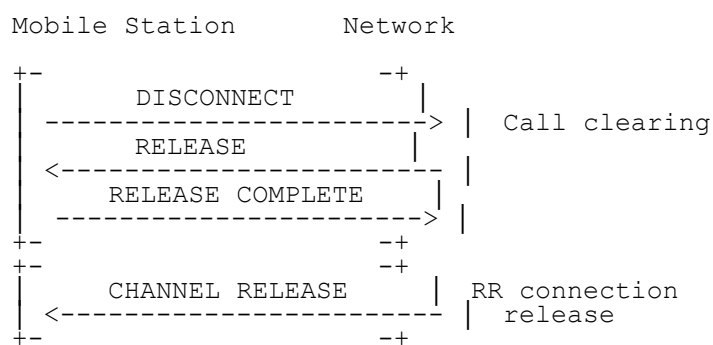 Mobile Station Network
DISCONNECT
Call clearing
RELEASE
RELEASE COMPLETE
CHANNEL RELEASE RR connection
release